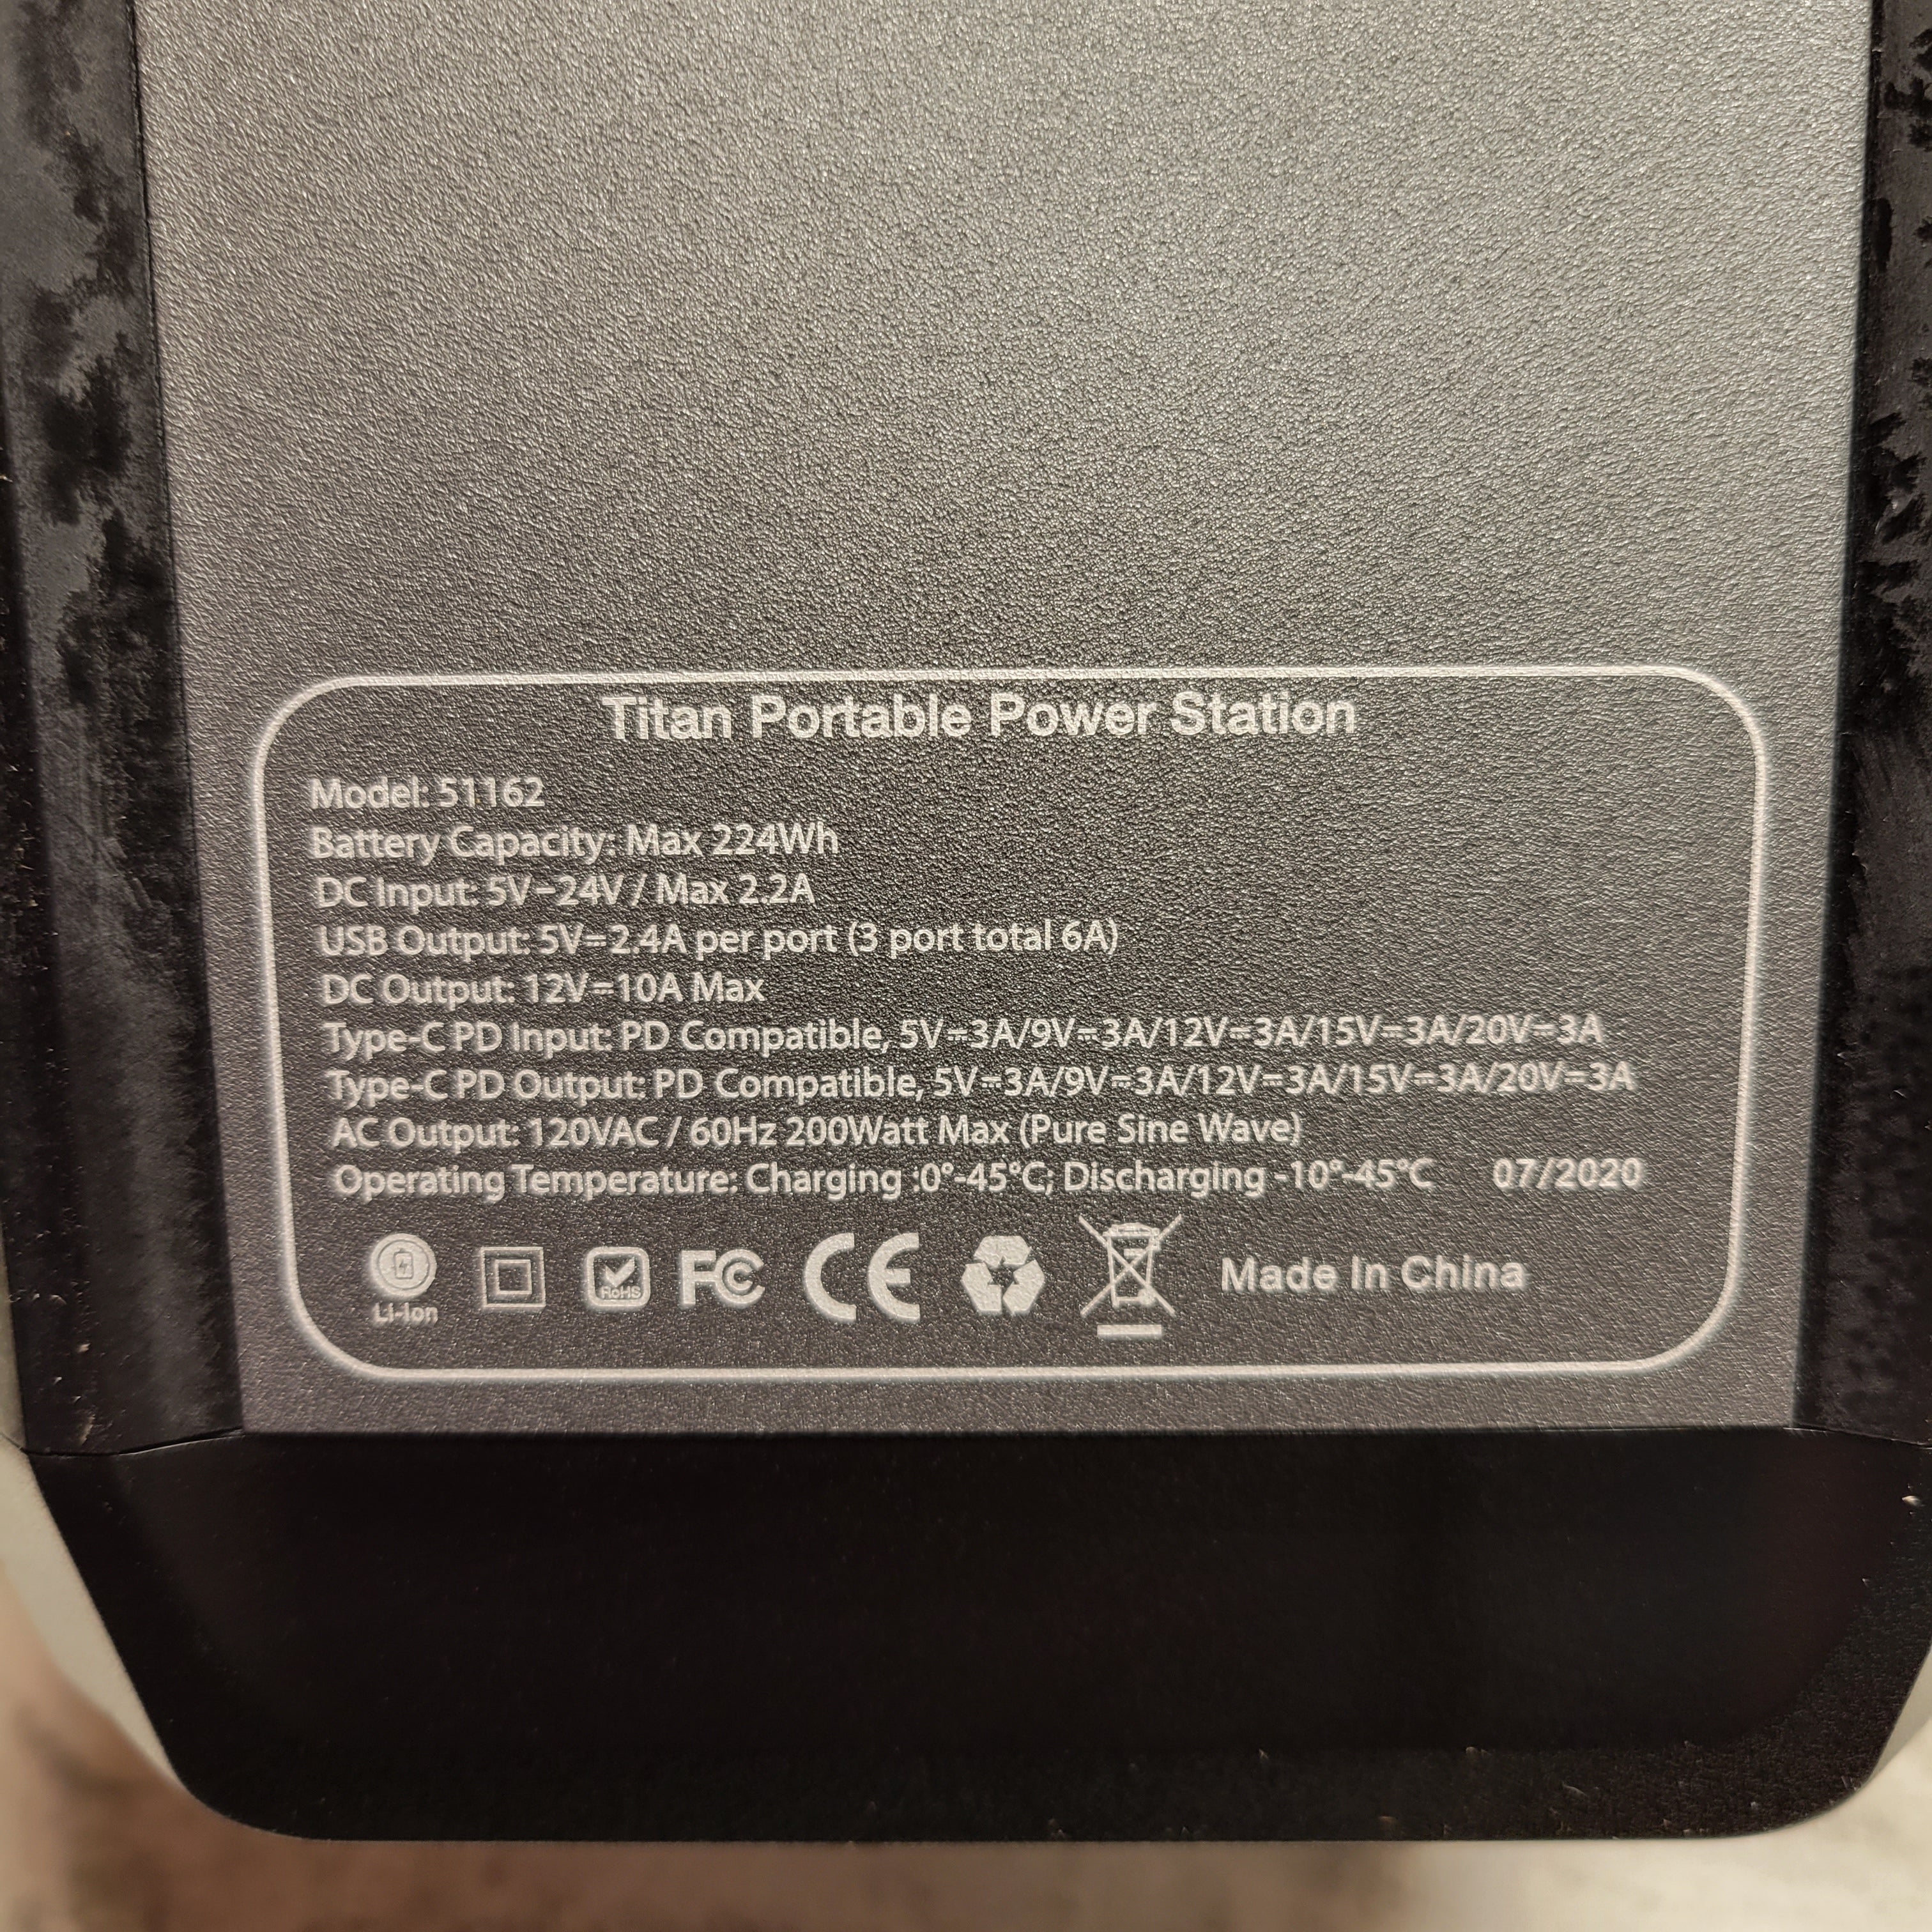 Titan Portable Power Station
Model: 51162
Battery Capacity: Max 224Wh
DC Input: 5V-24V / Max 2.2A
USB Output: 5V=2.4A per port (3 port total 6A)
DC Output: 12V=10A Max
Type-C PD Input: PD Compatible, 5V=3A/9V=3A/12V=3A/15V=3A/20V=3A
Type-C PD Output: PD Compatible, 5V=3A/9V=3A/12V=3A/15V=3A/20V=3A
AC Output: 120VAC / 60Hz 200Watt Max (Pure Sine Wave)
Operating Temperature: Charging :0°-45°C; Discharging -10°-45°C 07/2020
Li-Ion RoHS FC CE Made In China